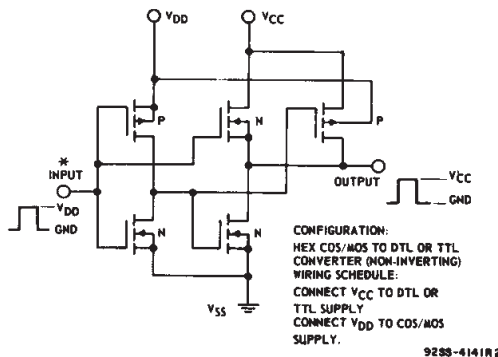 VDD
VCC
P
N
P
*
INPUT
VDD
GND
OUTPUT
VCC
GND
N
N
VSS
CONFIGURATION:
HEX COS/MOS TO DTL OR TTL
CONVERTER (NON-INVERTING)
WIRING SCHEDULE:
CONNECT VCC TO DTL OR
TTL SUPPLY
CONNECT VDD TO COS/MOS
SUPPLY.
92SS-4141R2